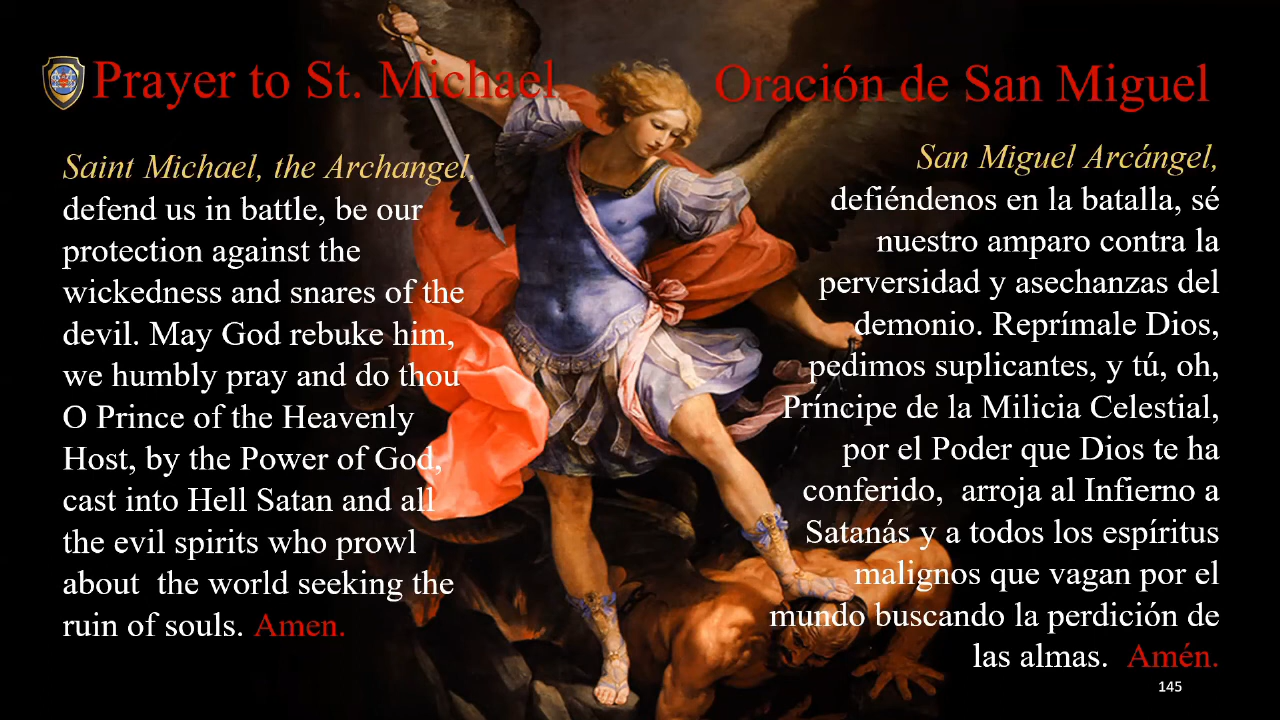 Prayer to St. Michael
Saint Michael, the Archangel,
defend us in battle, be our
protection against the
wickedness and snares of the
devil. May God rebuke him,
we humbly pray and do thou
O Prince of the Heavenly
Host, by the Power of God,
cast into Hell Satan and all
the evil spirits who prowl
about  the world seeking the
ruin of souls. Amen.
Oración de San Miguel
San Miguel Arcángel,
defiéndenos en la batalla, sé
nuestro amparo contra la
perversidad y asechanzas del
demonio. Reprímale Dios,
pedimos suplicantes, y tú, oh,
Príncipe de la Milicia Celestial,
por el Poder que Dios te ha
conferido,  arroja al Infierno a
Satanás y a todos los espíritus
malignos que vagan por el
mundo buscando la perdición de
las almas.  Amén.
145